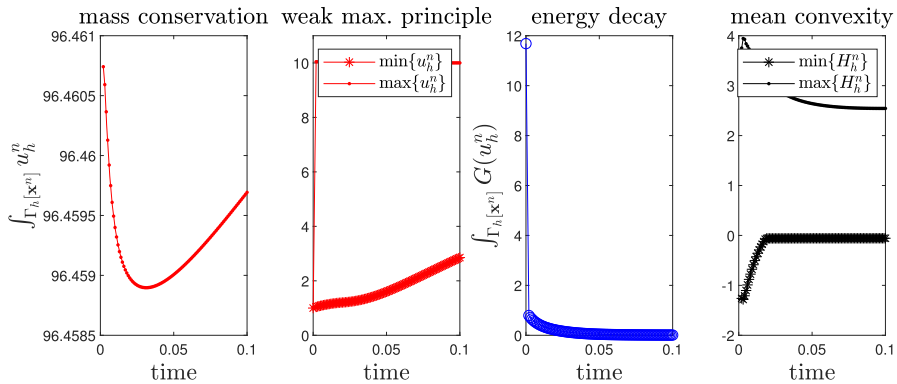 mass conservation
weak max. principle
energy decay
mean convexity
96.461
96.4605
96.46
96.4595
96.459
96.4585
0
0.05
0.1
time
∫_{Γ_h[𝐱^n]} u_h^n
10
8
6
4
2
0
0
0.05
0.1
time
min{u_h^n}
max{u_h^n}
12
10
8
6
4
2
0
0
0.05
0.1
time
∫_{Γ_h[𝐱^n]} G(u_h^n)
4
3
2
1
0
-1
-2
0
0.05
0.1
time
min{H_h^n}
max{H_h^n}